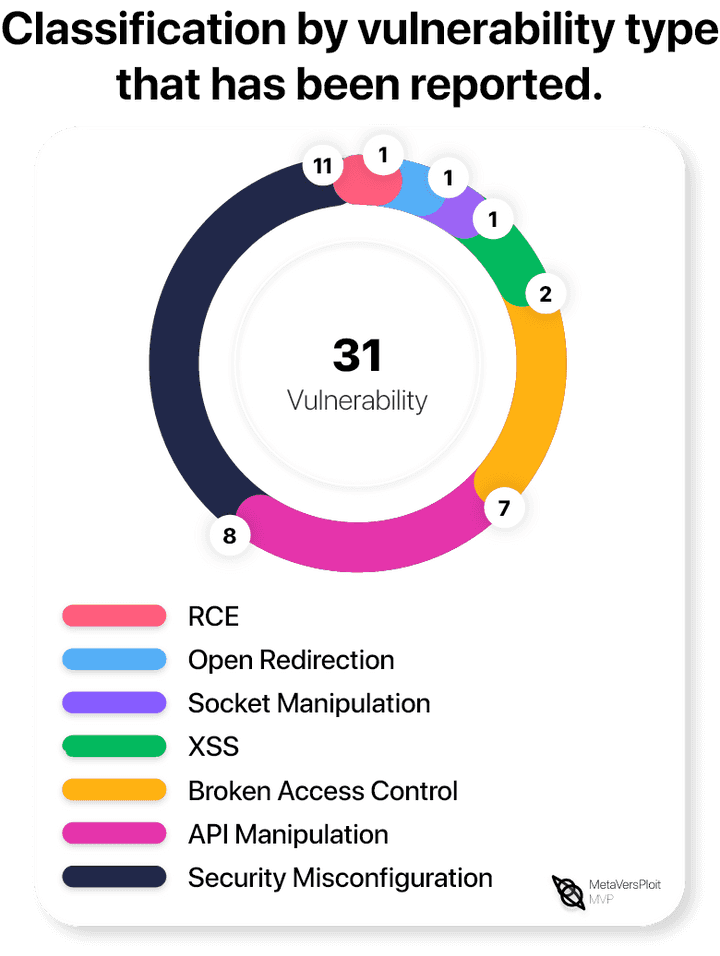 Classification by vulnerability type
that has been reported.
11
1
1
1
2
7
8
31
Vulnerability
RCE
Open Redirection
Socket Manipulation
XSS
Broken Access Control
API Manipulation
Security Misconfiguration
MetaVersPloit
MVP